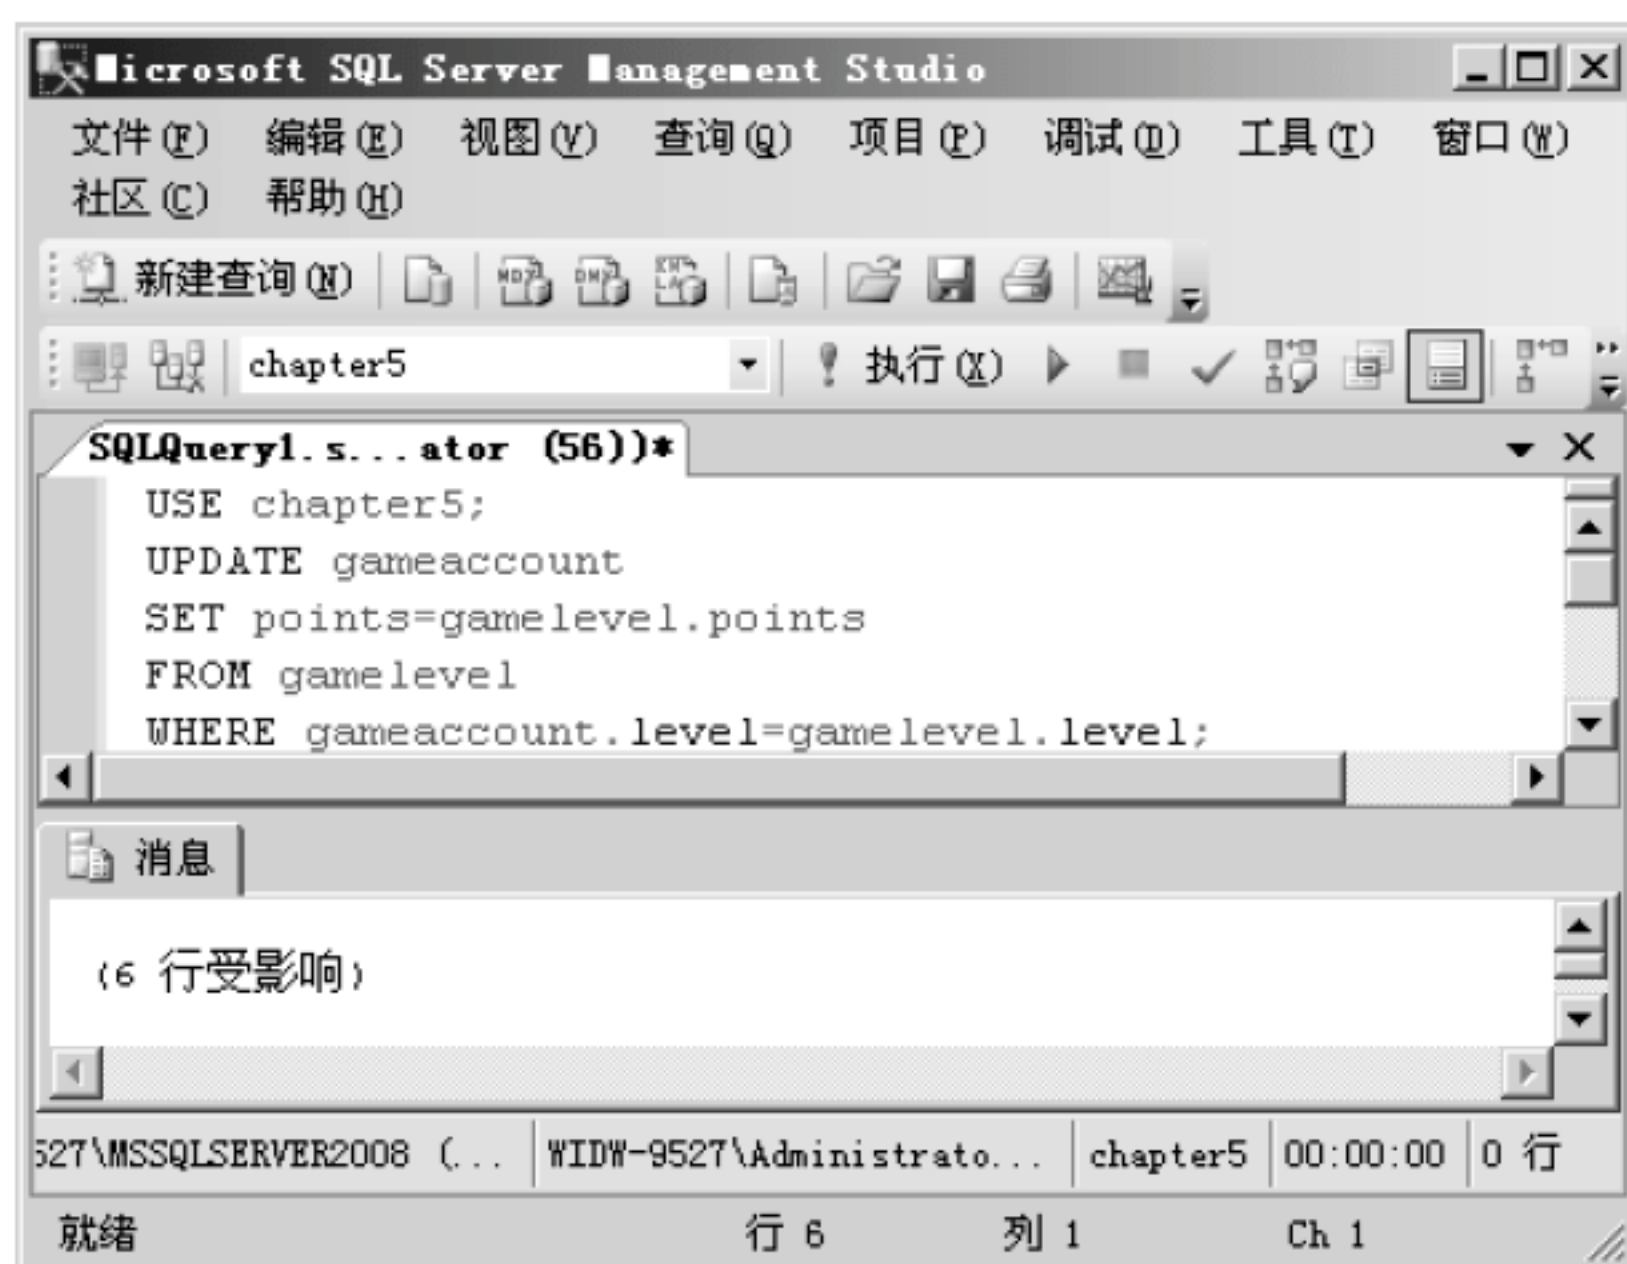 Microsoft SQL Server Management Studio
文件(F) 编辑(E) 视图(V) 查询(Q) 项目(P) 调试(D) 工具(T) 窗口(W)
社区(C) 帮助(H)
新建查询(N)
chapter5 执行(X)
SQLQuery1.s...ator (56))*
USE chapter5;
UPDATE gameaccount
SET points=gamelevel.points
FROM gamelevel
WHERE gameaccount.level=gamelevel.level;
消息
(6 行受影响)
527\MSSQLSERVER2008 (... WIDW-9527\Administrato... chapter5 00:00:00 0 行
就绪 行 6 列 1 Ch 1